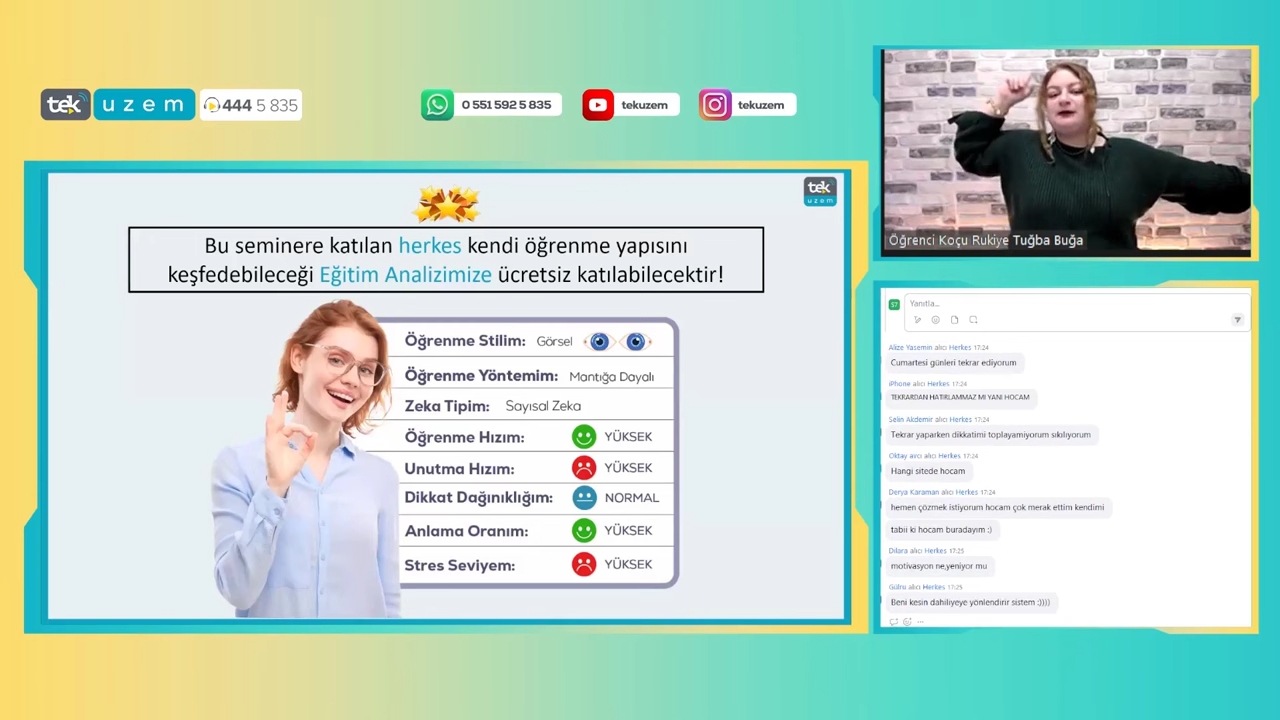 tek uzem 444 5 835
0 551 592 5 835
tekuzem
tekuzem
tek
uzem
Bu seminere katılan herkes kendi öğrenme yapısını
keşfedebileceği Eğitim Analizimize ücretsiz katılabilecektir!
Öğrenme Stilim: Görsel
Öğrenme Yöntemim: Mantığa Dayalı
Zeka Tipim: Sayısal Zeka
Öğrenme Hızım: YÜKSEK
Unutma Hızım: YÜKSEK
Dikkat Dağınıklığım: NORMAL
Anlama Oranım: YÜKSEK
Stres Seviyem: YÜKSEK
Öğrenci Koçu Rukiye Tuğba Buğa
Yanıtla...
Alize Yasemin alıcı Herkes 17:24
Cumartesi günleri tekrar ediyorum
iPhone alıcı Herkes 17:24
TEKRARDAN HATIRLAMMAZ MI YANI HOCAM
Selin Akdemir alıcı Herkes 17:24
Tekrar yaparken dikkatimi toplayamiyorum sıkılıyorum
Oktay avcı alıcı Herkes 17:24
Hangi sitede hocam
Derya Karaman alıcı Herkes 17:24
hemen çözmek istiyorum hocam çok merak ettim kendimi
tabii ki hocam buradayım :)
Dilara alıcı Herkes 17:25
motivasyon ne,yeniyor mu
Gülru alıcı Herkes 17:25
Beni kesin dahiliyeye yönlendirir sistem :))))